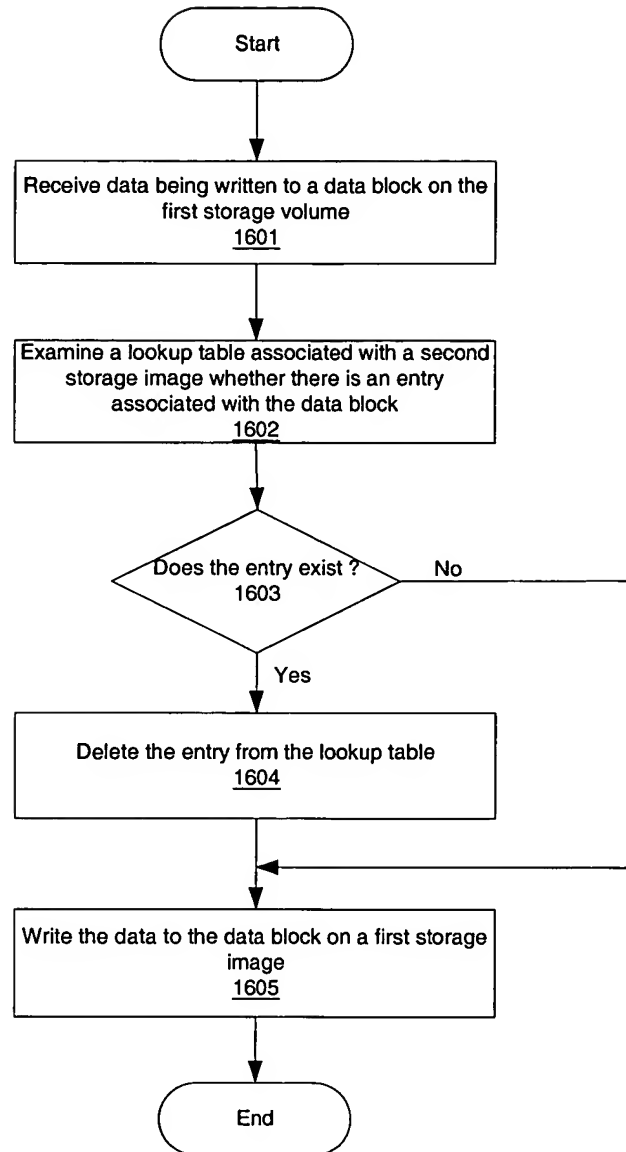 Start
Receive data being written to a data block on the
first storage volume
1601
Examine a lookup table associated with a second
storage image whether there is an entry
associated with the data block
1602
Does the entry exist ?
1603
No
Yes
Delete the entry from the lookup table
1604
Write the data to the data block on a first storage
image
1605
End